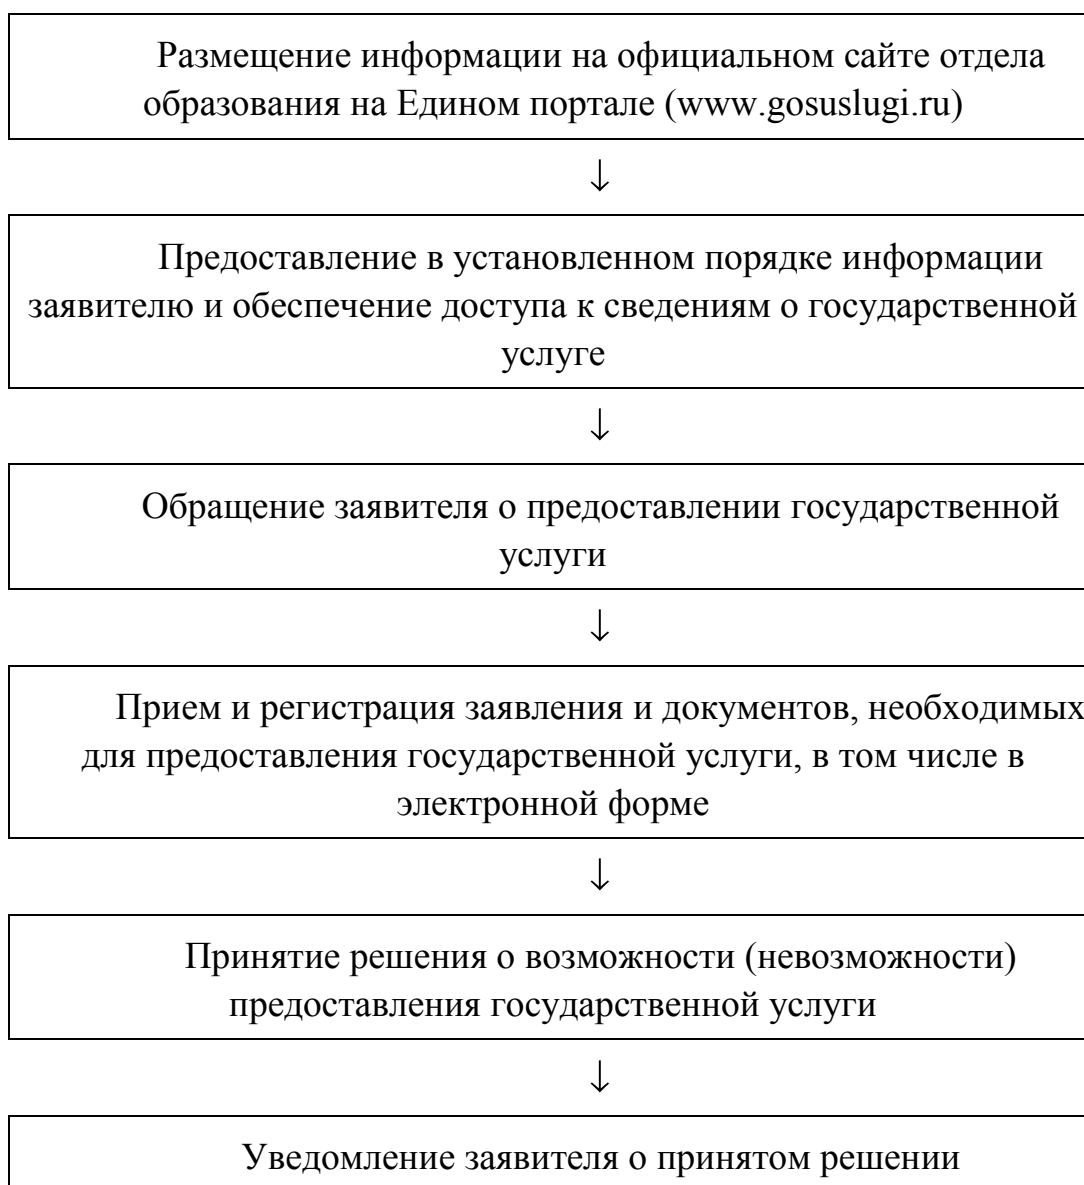 Размещение информации на официальном сайте отдела
образования на Едином портале (www.gosuslugi.ru)
↓
Предоставление в установленном порядке информации
заявителю и обеспечение доступа к сведениям о государственной
услуге
↓
Обращение заявителя о предоставлении государственной
услуги
↓
Прием и регистрация заявления и документов, необходимых
для предоставления государственной услуги, в том числе в
электронной форме
↓
Принятие решения о возможности (невозможности)
предоставления государственной услуги
↓
Уведомление заявителя о принятом решении